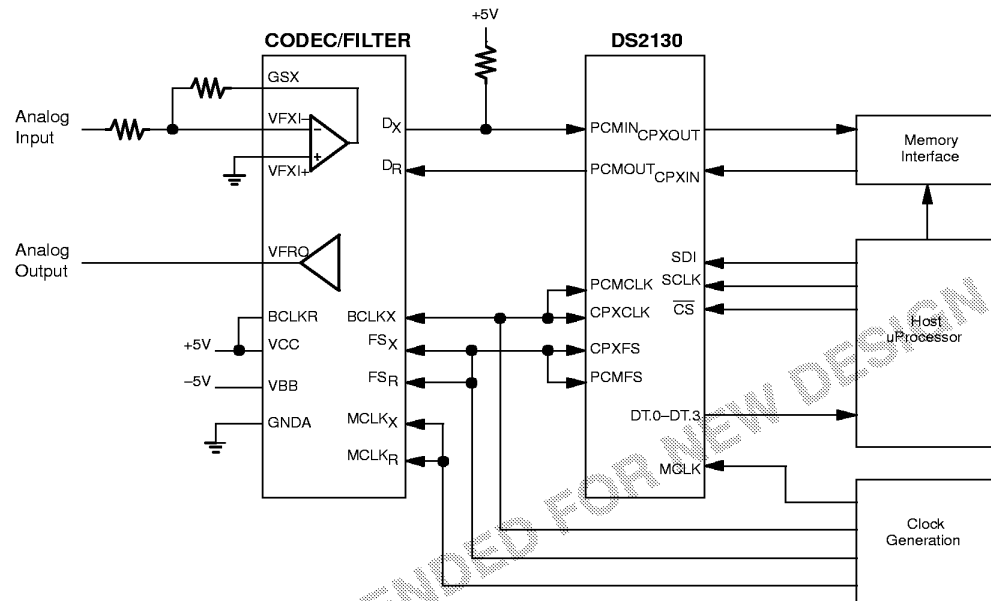 +5V
CODEC/FILTER
DS2130
GSX
Analog
Input
VFXI–
VFXI+
DX
DR
PCMIN
CPXOUT
PCMOUT
CPXIN
Memory
Interface
Analog
Output
VFRO
SDI
SCLK
CS
PCMCLK
CPXCLK
Host
uProcessor
BCLKR
BCLKX
+5V
VCC
FSX
CPXFS
–5V
VBB
FSR
PCMFS
GNDA
MCLKX
DT.0–DT.3
MCLKR
MCLK
Clock
Generation
ENDED FOR NEW DESIGN